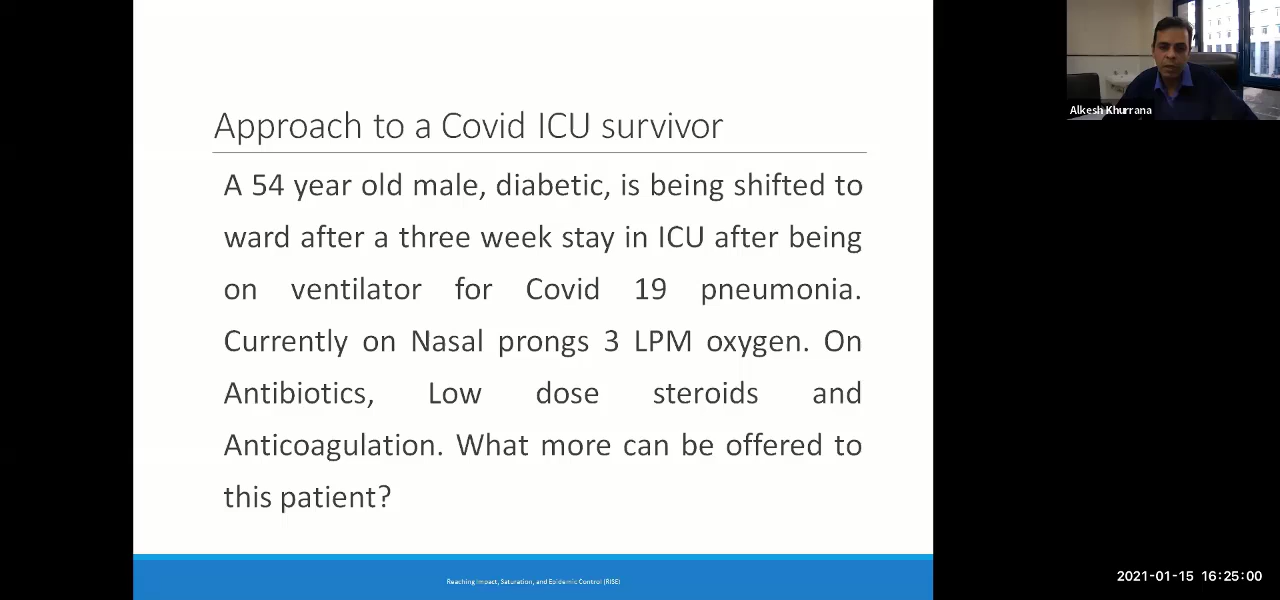 Approach to a Covid ICU survivor
A 54 year old male, diabetic, is being shifted to
ward after a three week stay in ICU after being
on ventilator for Covid 19 pneumonia.
Currently on Nasal prongs 3 LPM oxygen. On
Antibiotics, Low dose steroids and
Anticoagulation. What more can be offered to
this patient?
Reaching Impact, Saturation, and Epidemic Control (RISE)
Alkesh Khurrana
2021-01-15 16:25:00